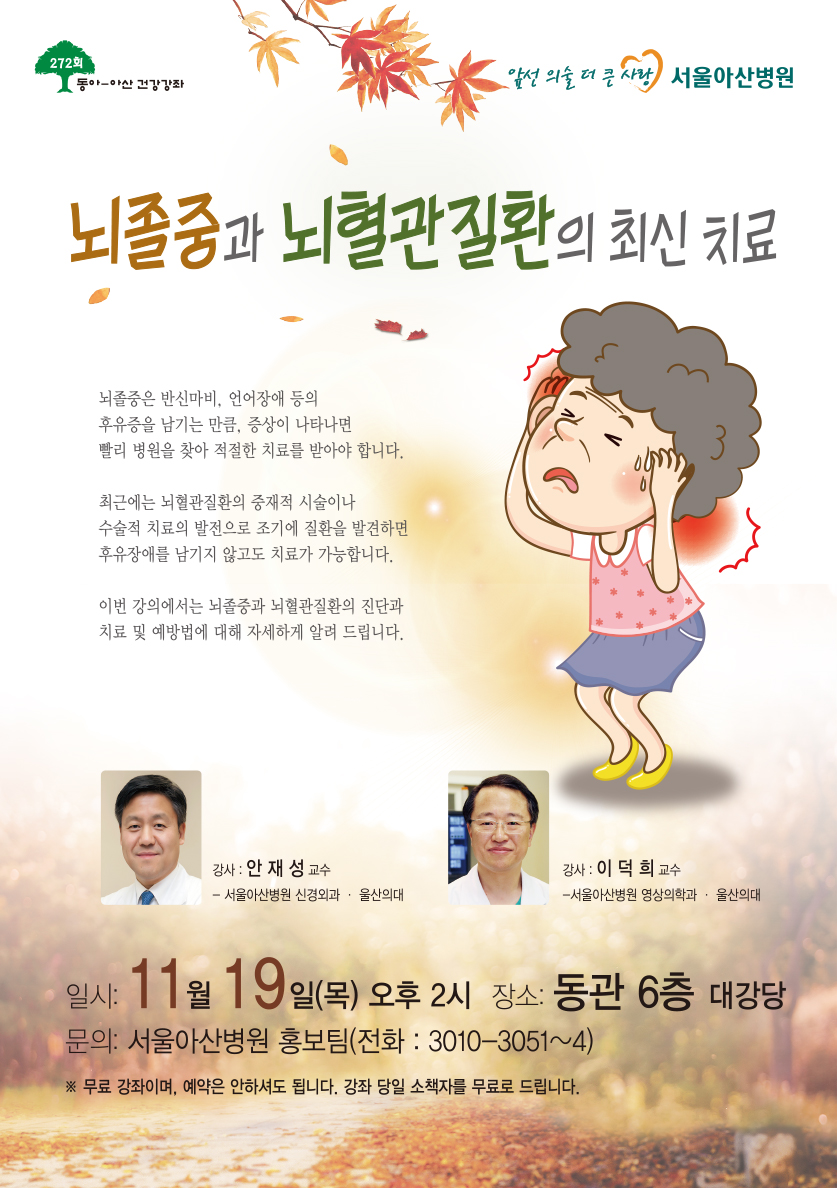 272회
동아-아산 건강강좌
앞선 의술 더 큰 사랑 서울아산병원
뇌졸중과 뇌혈관질환의 최신 치료
뇌졸중은 반신마비, 언어장애 등의
후유증을 남기는 만큼, 증상이 나타나면
빨리 병원을 찾아 적절한 치료를 받아야 합니다.
최근에는 뇌혈관질환의 중재적 시술이나
수술적 치료의 발전으로 조기에 질환을 발견하면
후유장애를 남기지 않고도 치료가 가능합니다.
이번 강의에서는 뇌졸중과 뇌혈관질환의 진단과
치료 및 예방법에 대해 자세하게 알려 드립니다.
강사 : 안 재 성 교수
- 서울아산병원 신경외과 · 울산의대
강사 : 이 덕 희 교수
-서울아산병원 영상의학과 · 울산의대
일시: 11월 19일(목) 오후 2시 장소: 동관 6층 대강당
문의: 서울아산병원 홍보팀(전화 : 3010-3051~4)
※ 무료 강좌이며, 예약은 안하셔도 됩니다. 강좌 당일 소책자를 무료로 드립니다.